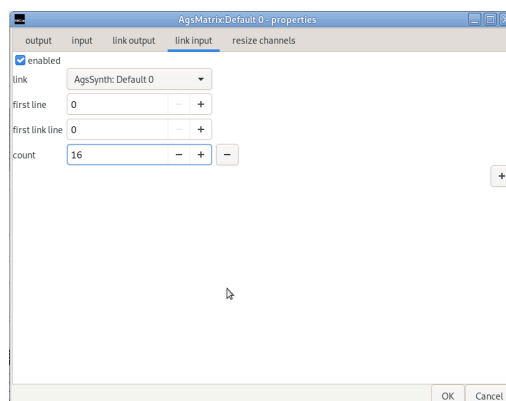 AgsMatrix:Default 0 - properties
output input link output link input resize channels
enabled
link AgsSynth: Default 0
first line 0 − +
first link line 0 − +
count 16 − + −
+
OK Cancel